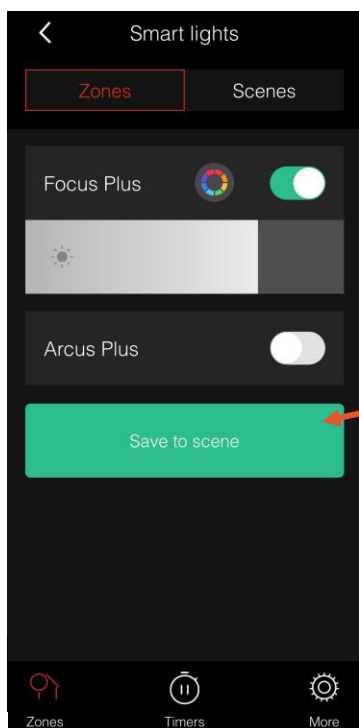 Smart lights
Zones Scenes
Focus Plus
Arcus Plus
Save to scene
Zones Timers More